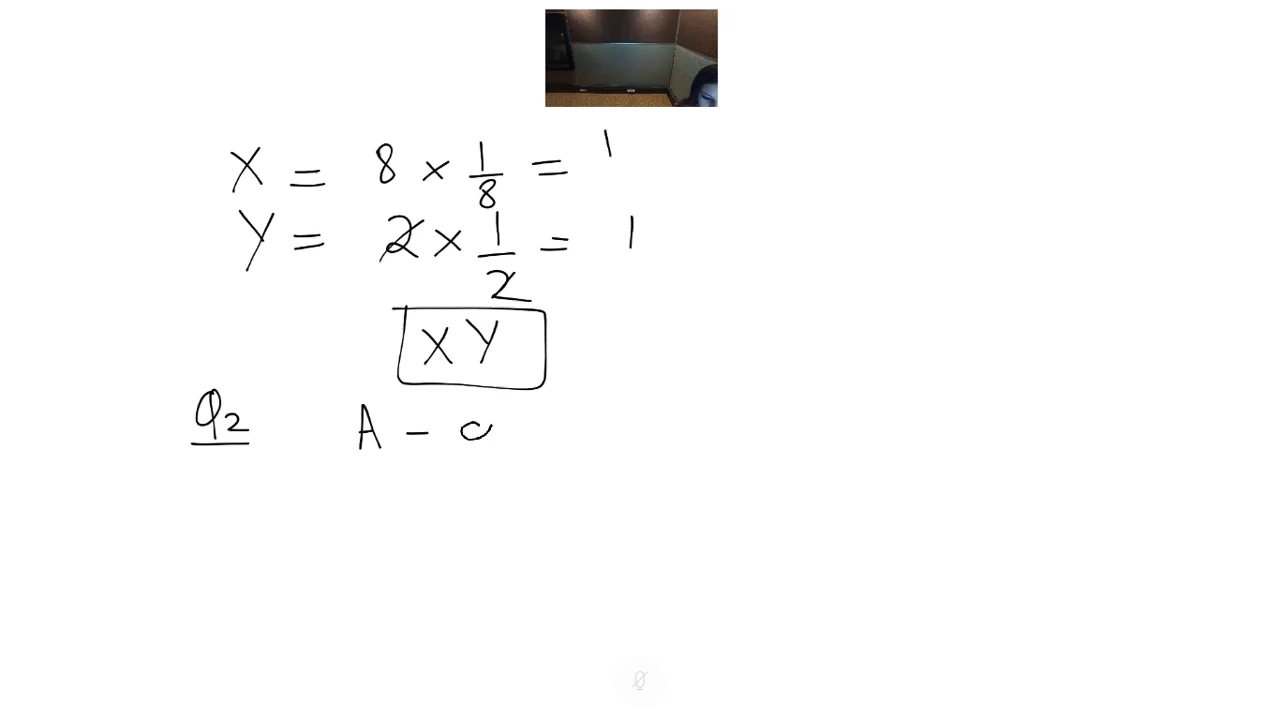 X = 8 × 1/8 = 1
Y = 2 × 1/2 = 1
XY
Q2 A - c